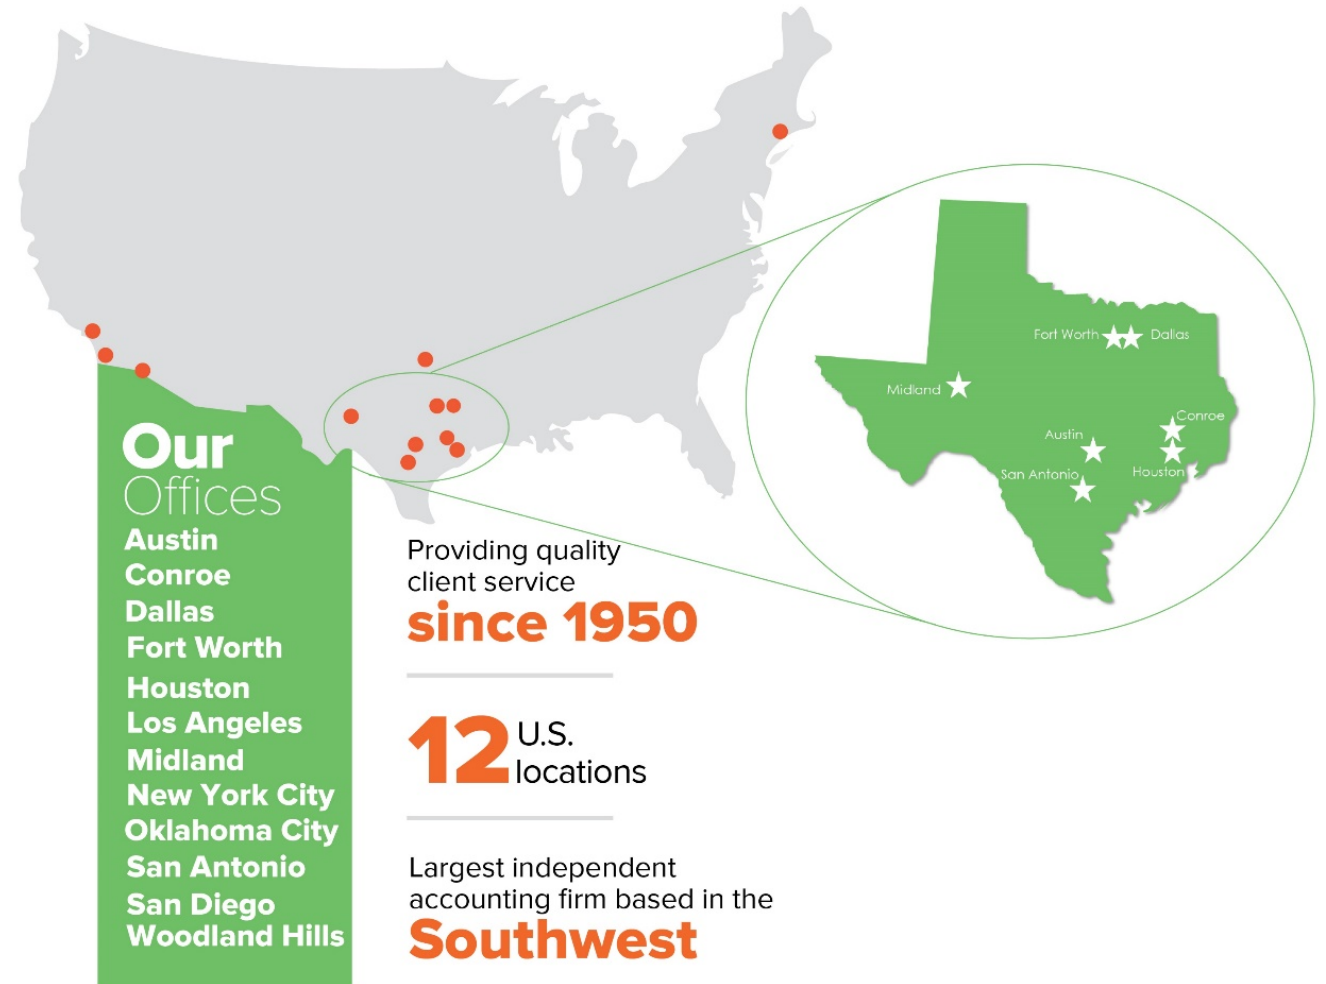 Our
Offices
Austin
Conroe
Dallas
Fort Worth
Houston
Los Angeles
Midland
New York City
Oklahoma City
San Antonio
San Diego
Woodland Hills
Providing quality
client service
since 1950
12 U.S.
locations
Largest independent
accounting firm based in the
Southwest
Fort Worth Dallas
Midland
Conroe
Austin
Houston
San Antonio